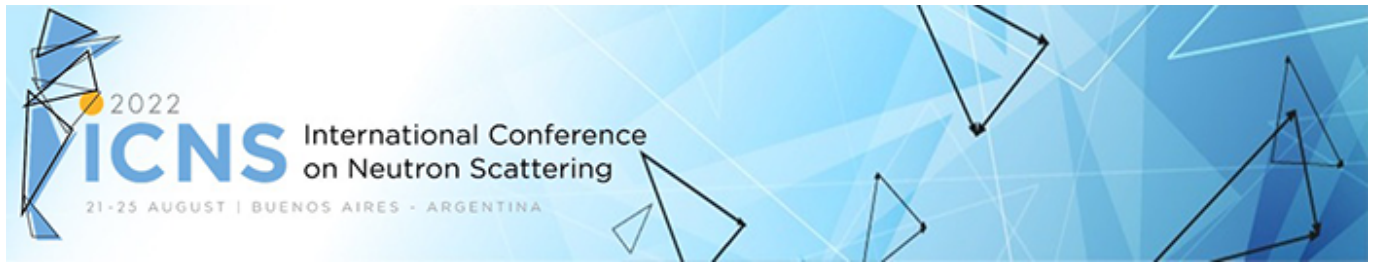 2022
iCNS
International Conference
on Neutron Scattering
21-25 AUGUST | BUENOS AIRES - ARGENTINA